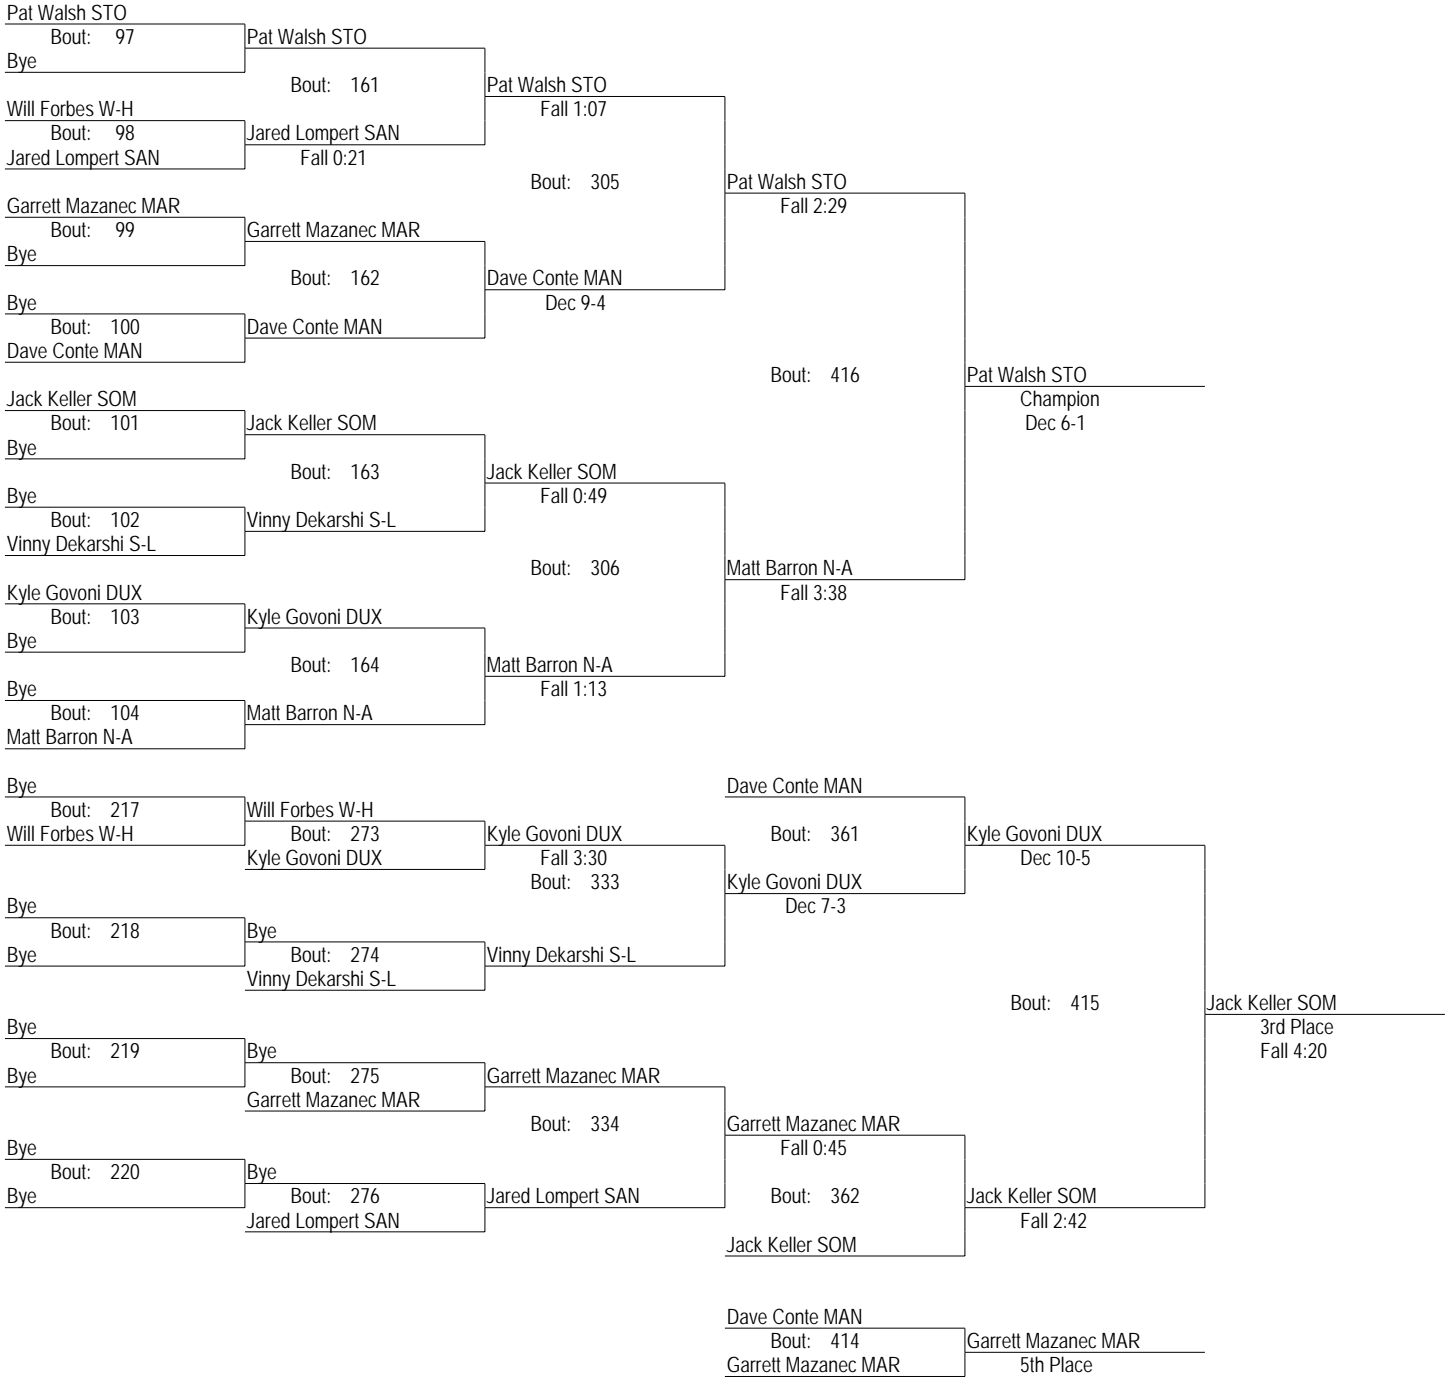 Pat Walsh STO
Bout: 97
Pat Walsh STO
Bye
Bout: 161
Pat Walsh STO
Will Forbes W-H
Fall 1:07
Bout: 98
Jared Lompert SAN
Jared Lompert SAN
Fall 0:21
Bout: 305
Pat Walsh STO
Garrett Mazanec MAR
Fall 2:29
Bout: 99
Garrett Mazanec MAR
Bye
Bout: 162
Dave Conte MAN
Bye
Dec 9-4
Bout: 100
Dave Conte MAN
Dave Conte MAN
Bout: 416
Pat Walsh STO
Jack Keller SOM
Champion
Bout: 101
Jack Keller SOM
Dec 6-1
Bye
Bout: 163
Jack Keller SOM
Bye
Fall 0:49
Bout: 102
Vinny Dekarshi S-L
Vinny Dekarshi S-L
Bout: 306
Matt Barron N-A
Kyle Govoni DUX
Fall 3:38
Bout: 103
Kyle Govoni DUX
Bye
Bout: 164
Matt Barron N-A
Bye
Fall 1:13
Bout: 104
Matt Barron N-A
Matt Barron N-A
Bye
Dave Conte MAN
Bout: 217
Will Forbes W-H
Will Forbes W-H
Bout: 273
Kyle Govoni DUX
Bout: 361
Kyle Govoni DUX
Kyle Govoni DUX
Fall 3:30
Dec 10-5
Bout: 333
Kyle Govoni DUX
Bye
Dec 7-3
Bout: 218
Bye
Bye
Bout: 274
Vinny Dekarshi S-L
Vinny Dekarshi S-L
Bout: 415
Jack Keller SOM
Bye
3rd Place
Bout: 219
Bye
Fall 4:20
Bye
Bout: 275
Garrett Mazanec MAR
Garrett Mazanec MAR
Bout: 334
Garrett Mazanec MAR
Bye
Fall 0:45
Bout: 220
Bye
Bye
Bout: 276
Jared Lompert SAN
Bout: 362
Jack Keller SOM
Jared Lompert SAN
Fall 2:42
Jack Keller SOM
Dave Conte MAN
Bout: 414
Garrett Mazanec MAR
Garrett Mazanec MAR
5th Place